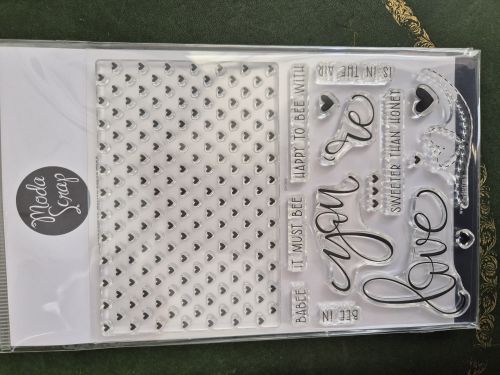 Moda
Scrap
HAPPY TO BEE WITH
IS IN THE AIR
IT MUST BEE
you
are
SWEETER THAN HONEY
BABEE
BEE IN
love